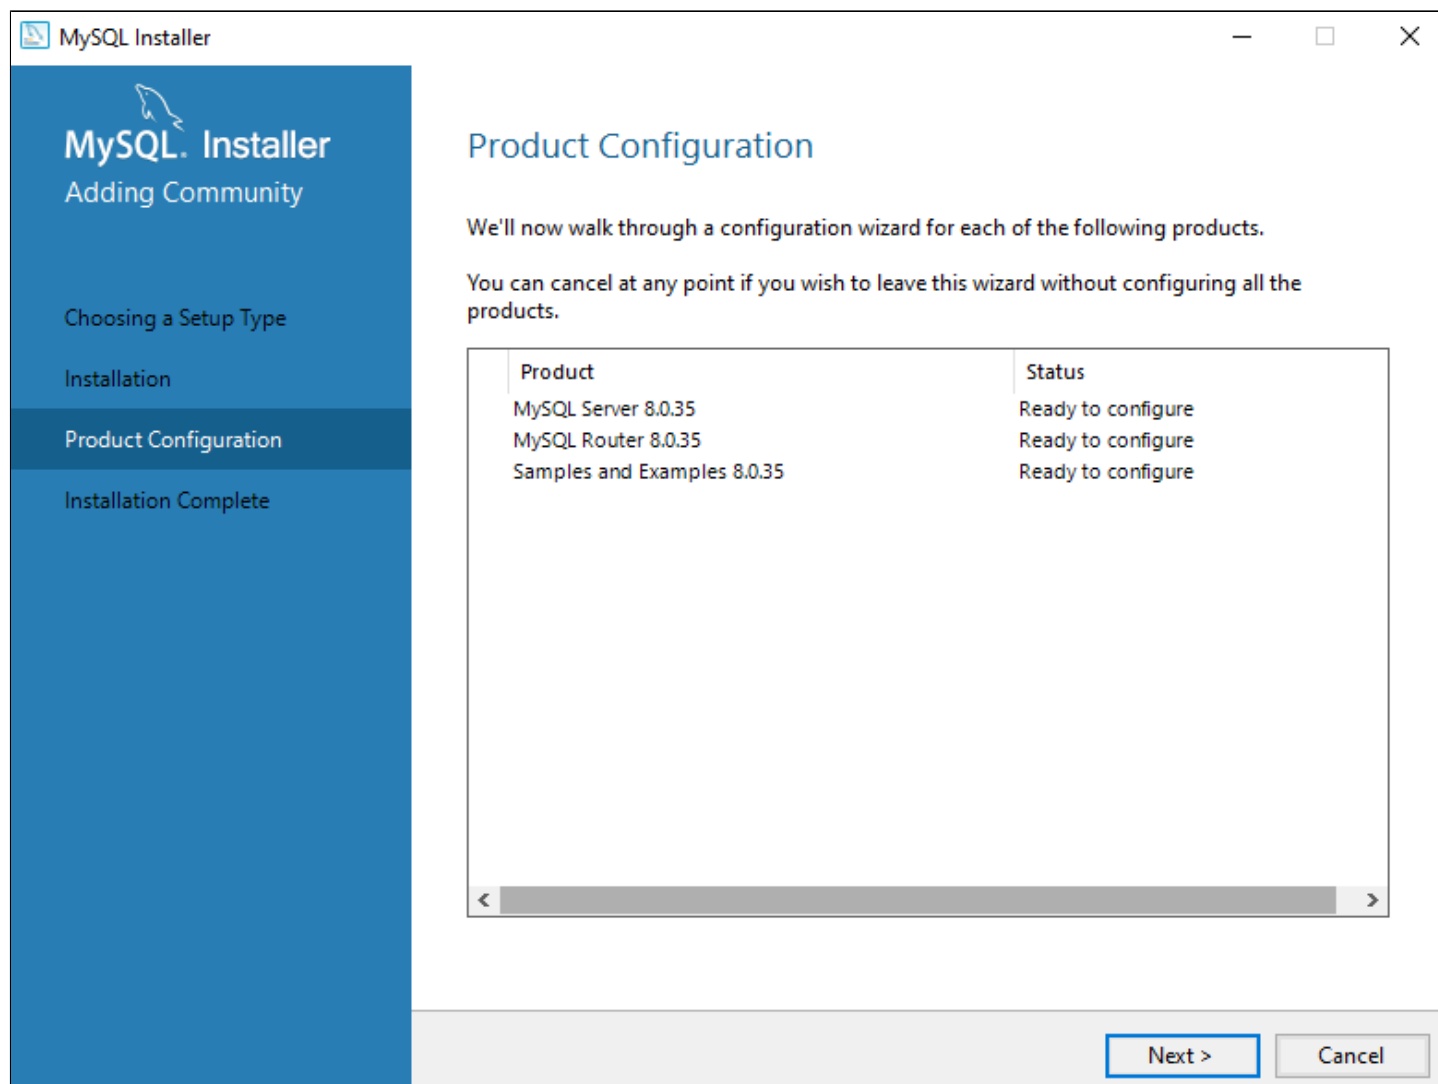 MySQL Installer
MySQL. Installer
Adding Community
Choosing a Setup Type
Installation
Product Configuration
Installation Complete
Product Configuration
We'll now walk through a configuration wizard for each of the following products.
You can cancel at any point if you wish to leave this wizard without configuring all the
products.
Product Status
MySQL Server 8.0.35 Ready to configure
MySQL Router 8.0.35 Ready to configure
Samples and Examples 8.0.35 Ready to configure
Next > Cancel